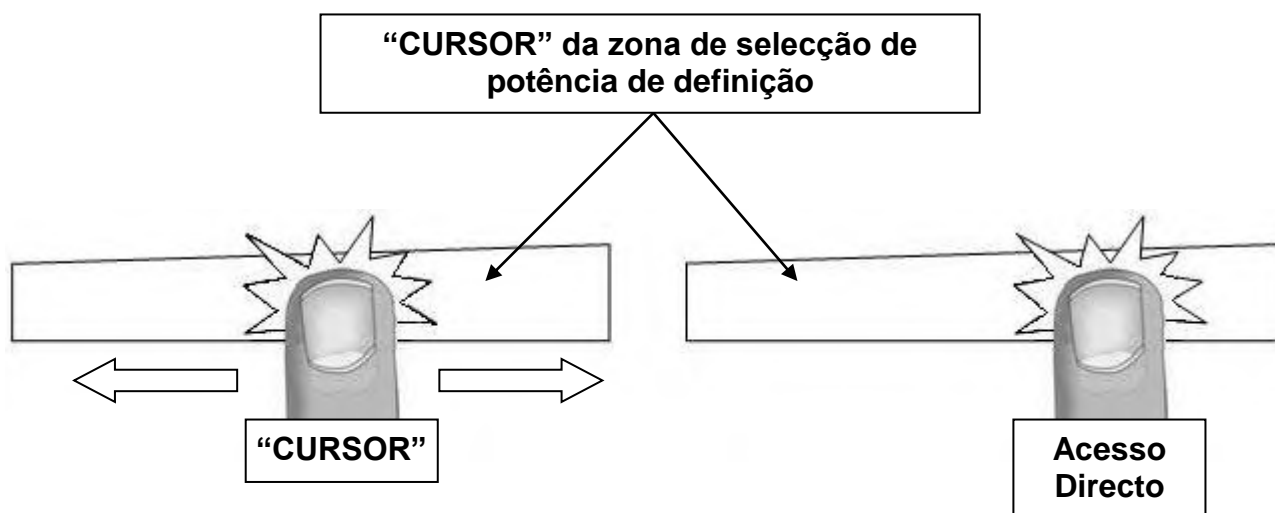 “CURSOR” da zona de selecção de
potência de definição
“CURSOR”
Acesso
Directo